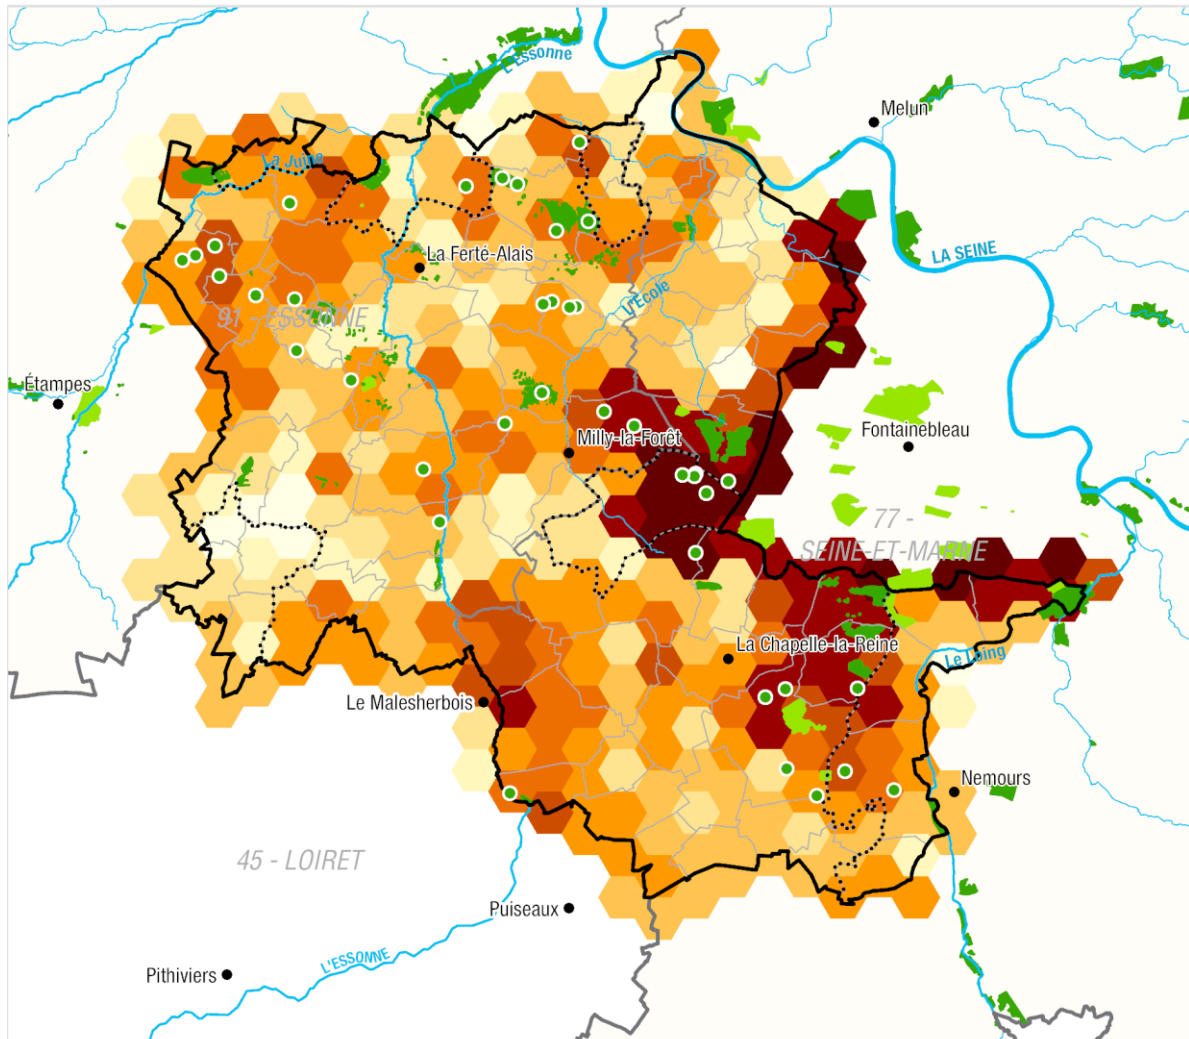 L'Essonne
Melun
La Juine
La Ferté-Alais
LA SEINE
L'Ecole
91 - ESSONNE
Étampes
Milly-la-Forêt
Fontainebleau
77 -
SEINE-ET-MARNE
La Chapelle-la-Reine
Le Loing
Le Malesherbois
Nemours
45 - LOIRET
Puiseaux
L'ESSONNE
Pithiviers